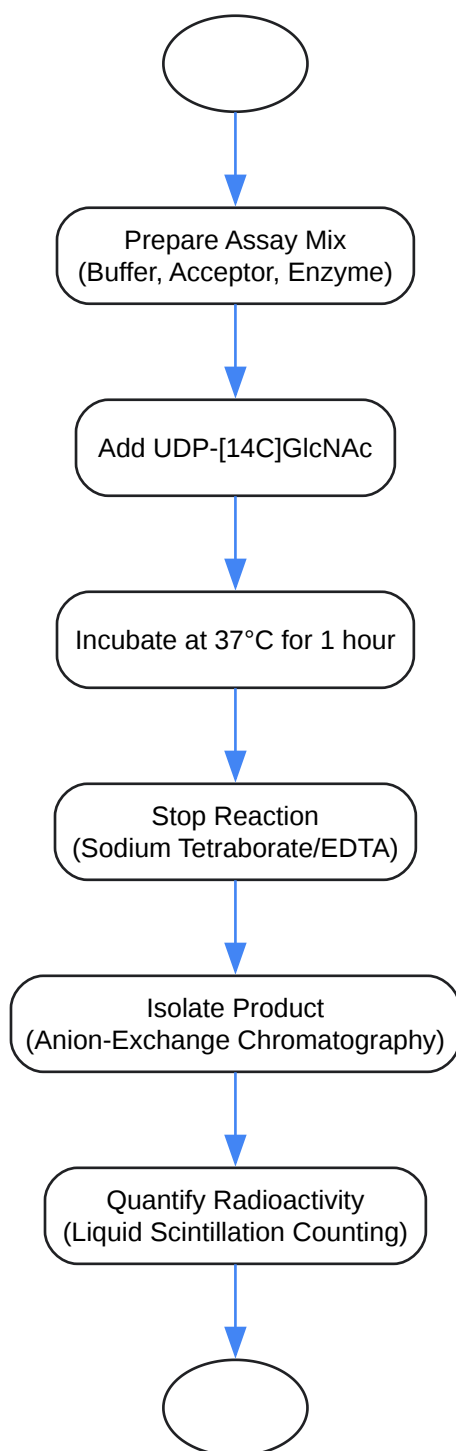 Prepare Assay Mix
(Buffer, Acceptor, Enzyme)
Add UDP-[14C]GlcNAc
Incubate at 37°C for 1 hour
Stop Reaction
(Sodium Tetraborate/EDTA)
Isolate Product
(Anion-Exchange Chromatography)
Quantify Radioactivity
(Liquid Scintillation Counting)